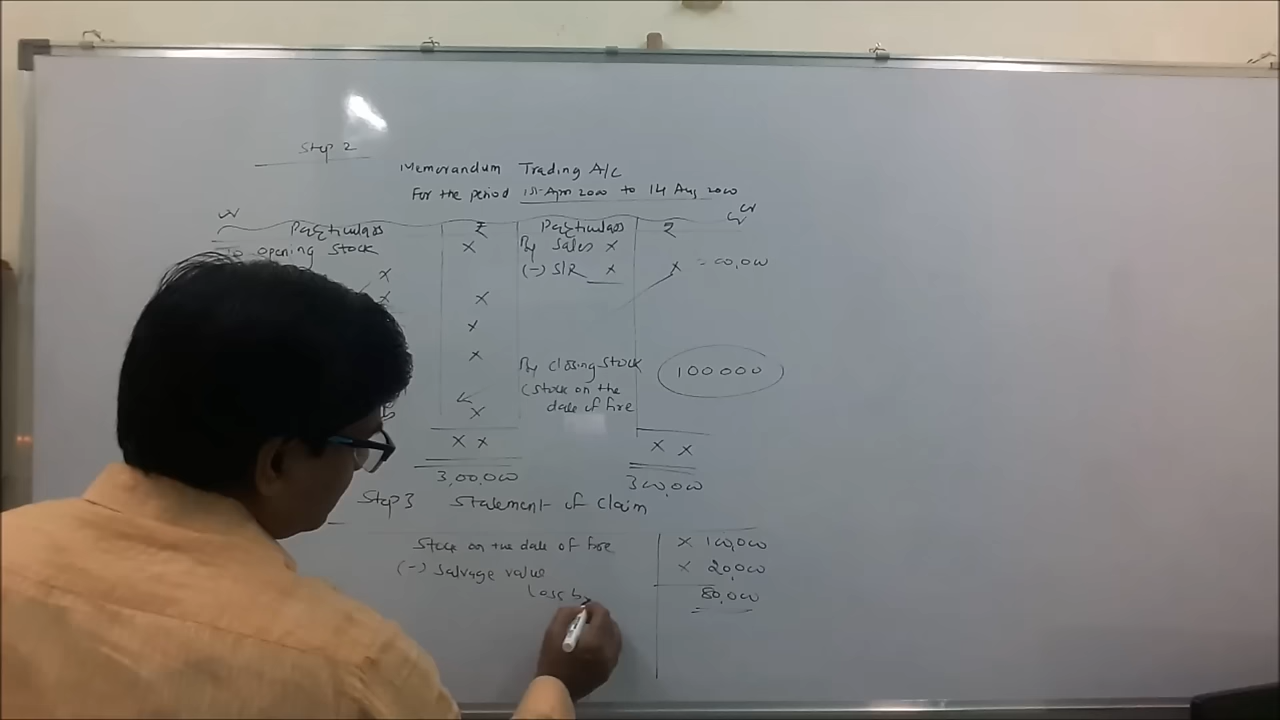 Step 2
Memorandum Trading A/C
For the period 1st Apr 2000 to 14 Aug 2000
Particulars ₹ Particulars ₹
To opening stock x By Sales x
x (-) S/R x x
x x
x
x By closing stock 100000
(stock on the
x date of fire
x x x x
3,00,000 300,000
Step 3 Statement of Claim
Stock on the date of fire x 100,000
(-) Salvage value x 20,000
Loss by 80,000